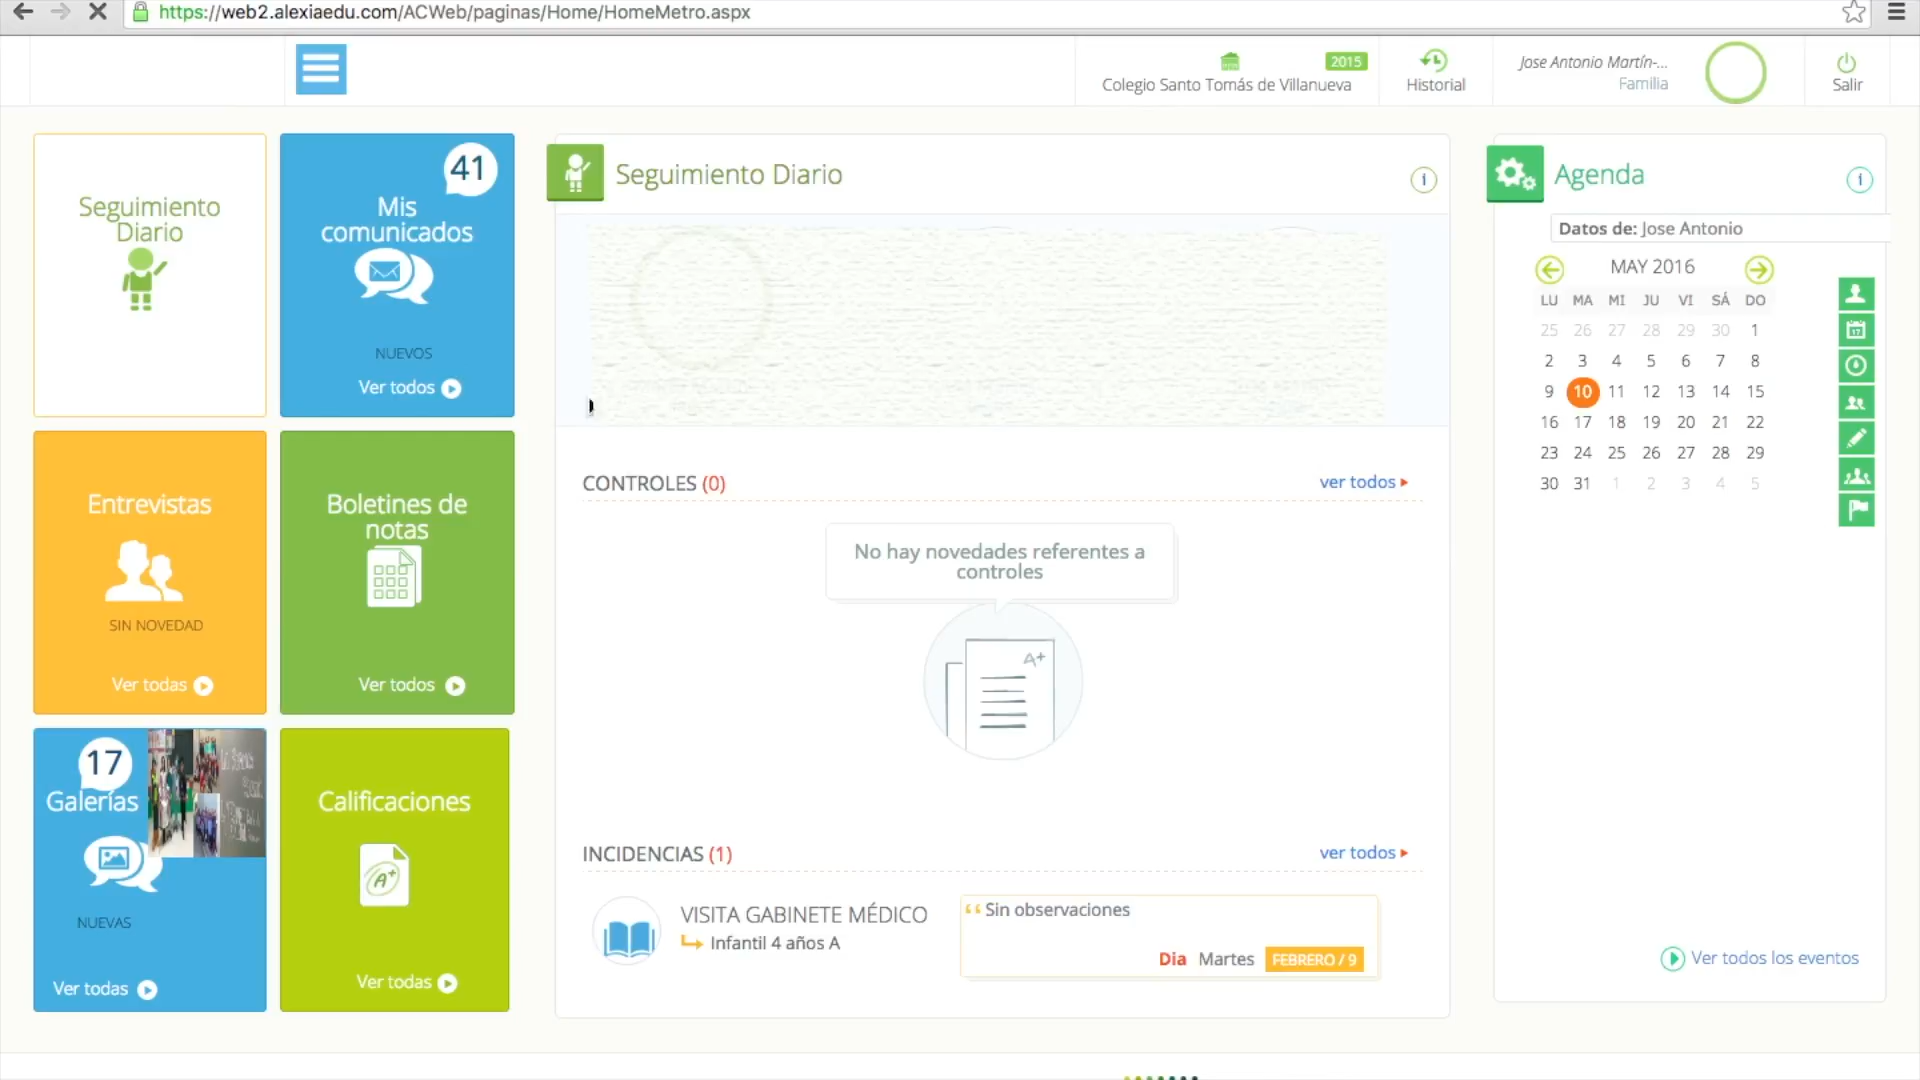 https://web2.alexiaedu.com/ACWeb/paginas/Home/HomeMetro.aspx
2015
Colegio Santo Tomás de Villanueva
Historial
Jose Antonio Martín-...
Familia
Salir
Seguimiento
Diario
41
Mis
comunicados
NUEVOS
Ver todos
Entrevistas
SIN NOVEDAD
Ver todas
Boletines de
notas
Ver todos
17
Galerías
NUEVAS
Ver todas
Calificaciones
A+
Ver todas
Seguimiento Diario
i
CONTROLES (0)
ver todos
No hay novedades referentes a
controles
A+
INCIDENCIAS (1)
ver todos
VISITA GABINETE MÉDICO
Infantil 4 años A
Sin observaciones
Dia Martes FEBRERO / 9
Agenda
i
Datos de: Jose Antonio
MAY 2016
LU MA MI JU VI SÁ DO
25 26 27 28 29 30 1
2 3 4 5 6 7 8
9 10 11 12 13 14 15
16 17 18 19 20 21 22
23 24 25 26 27 28 29
30 31 1 2 3 4 5
17
Ver todos los eventos